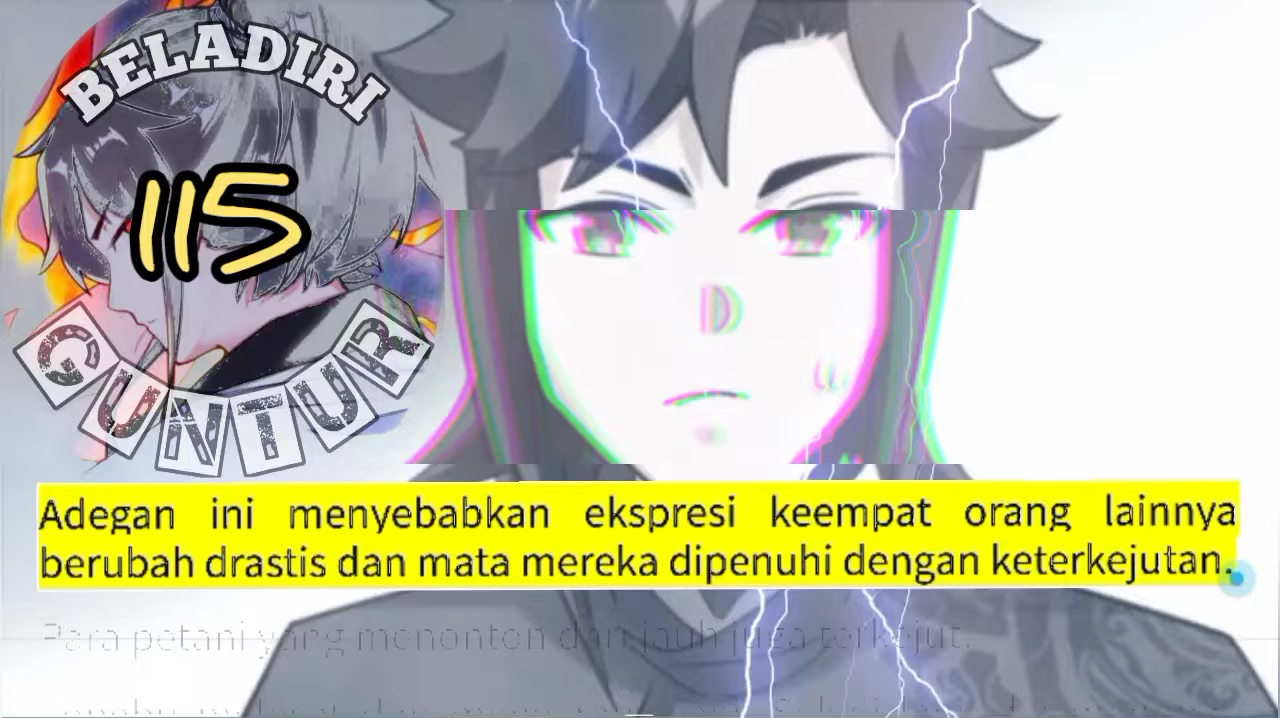 BELADIRI
115
GUNTUR
Adegan ini menyebabkan ekspresi keempat orang lainnya
berubah drastis dan mata mereka dipenuhi dengan keterkejutan.
Para petani yang menonton dari jauh juga terkejut.